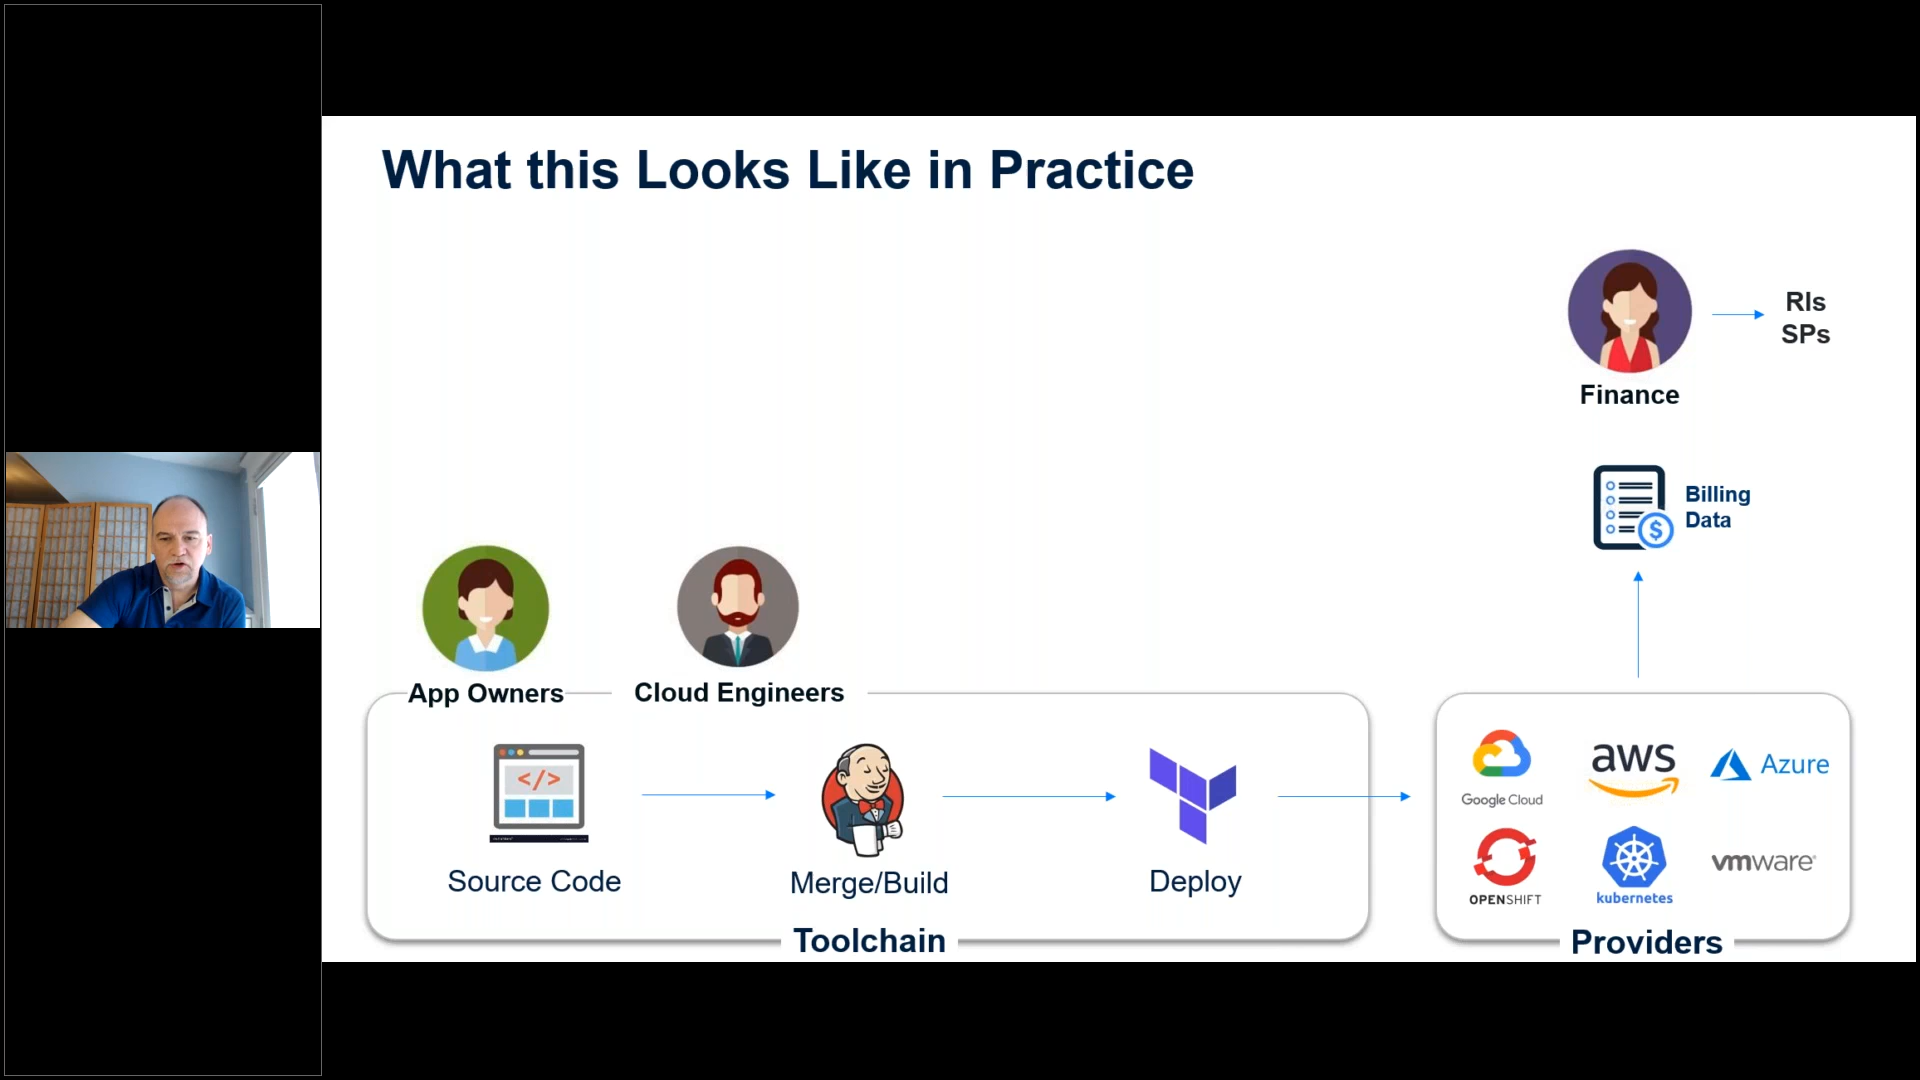 What this Looks Like in Practice
RIs
SPs
Finance
Billing
Data
$
App Owners
Cloud Engineers
</>
Source Code
Merge/Build
Deploy
Toolchain
Google Cloud
aws
Azure
OPENSHIFT
kubernetes
vmware
Providers